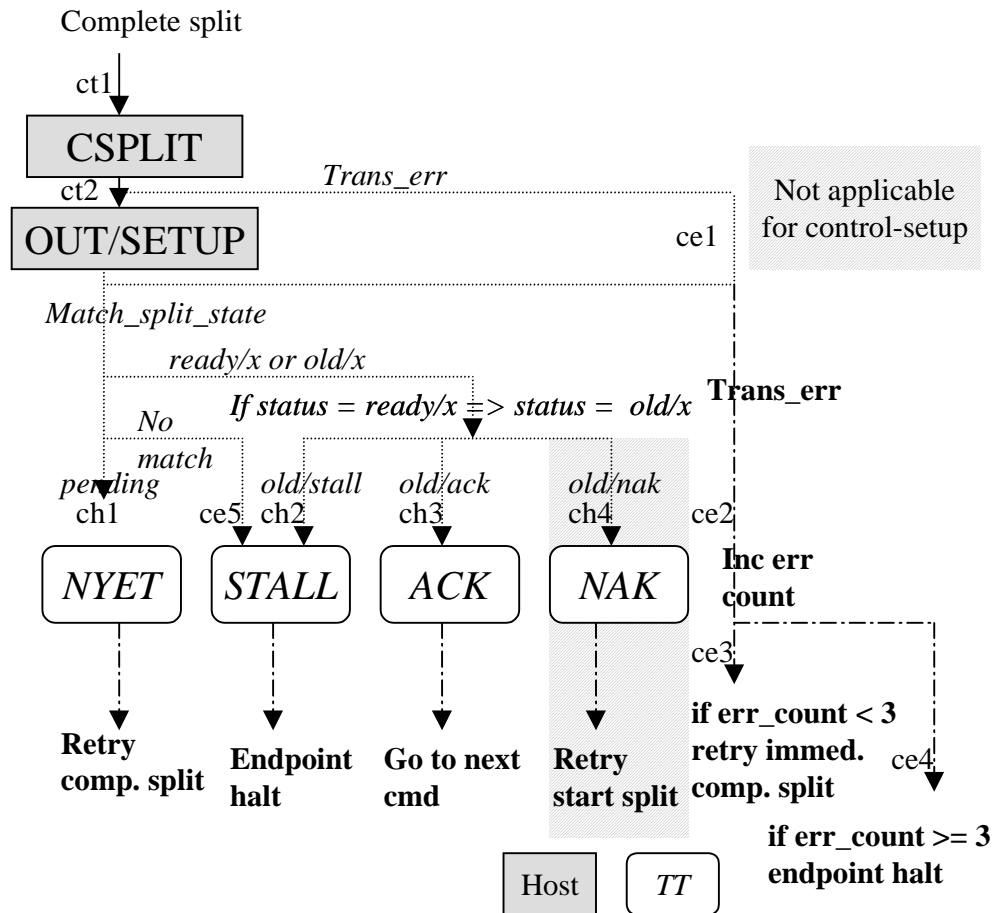 Complete split
ct1
CSPLIT
ct2
Trans_err
Not applicable
for control-setup
OUT/SETUP
ce1
Match_split_state
ready/x or old/x
Trans_err
If status = ready/x => status = old/x
No
match
pending
old/stall
old/ack
old/nak
ch1
ce5
ch2
ch3
ch4
ce2
NYET
STALL
ACK
NAK
Inc err
count
ce3
if err_count < 3
retry immed.
comp. split
Retry
comp. split
Endpoint
halt
Go to next
cmd
Retry
start split
ce4
if err_count >= 3
endpoint halt
Host
TT